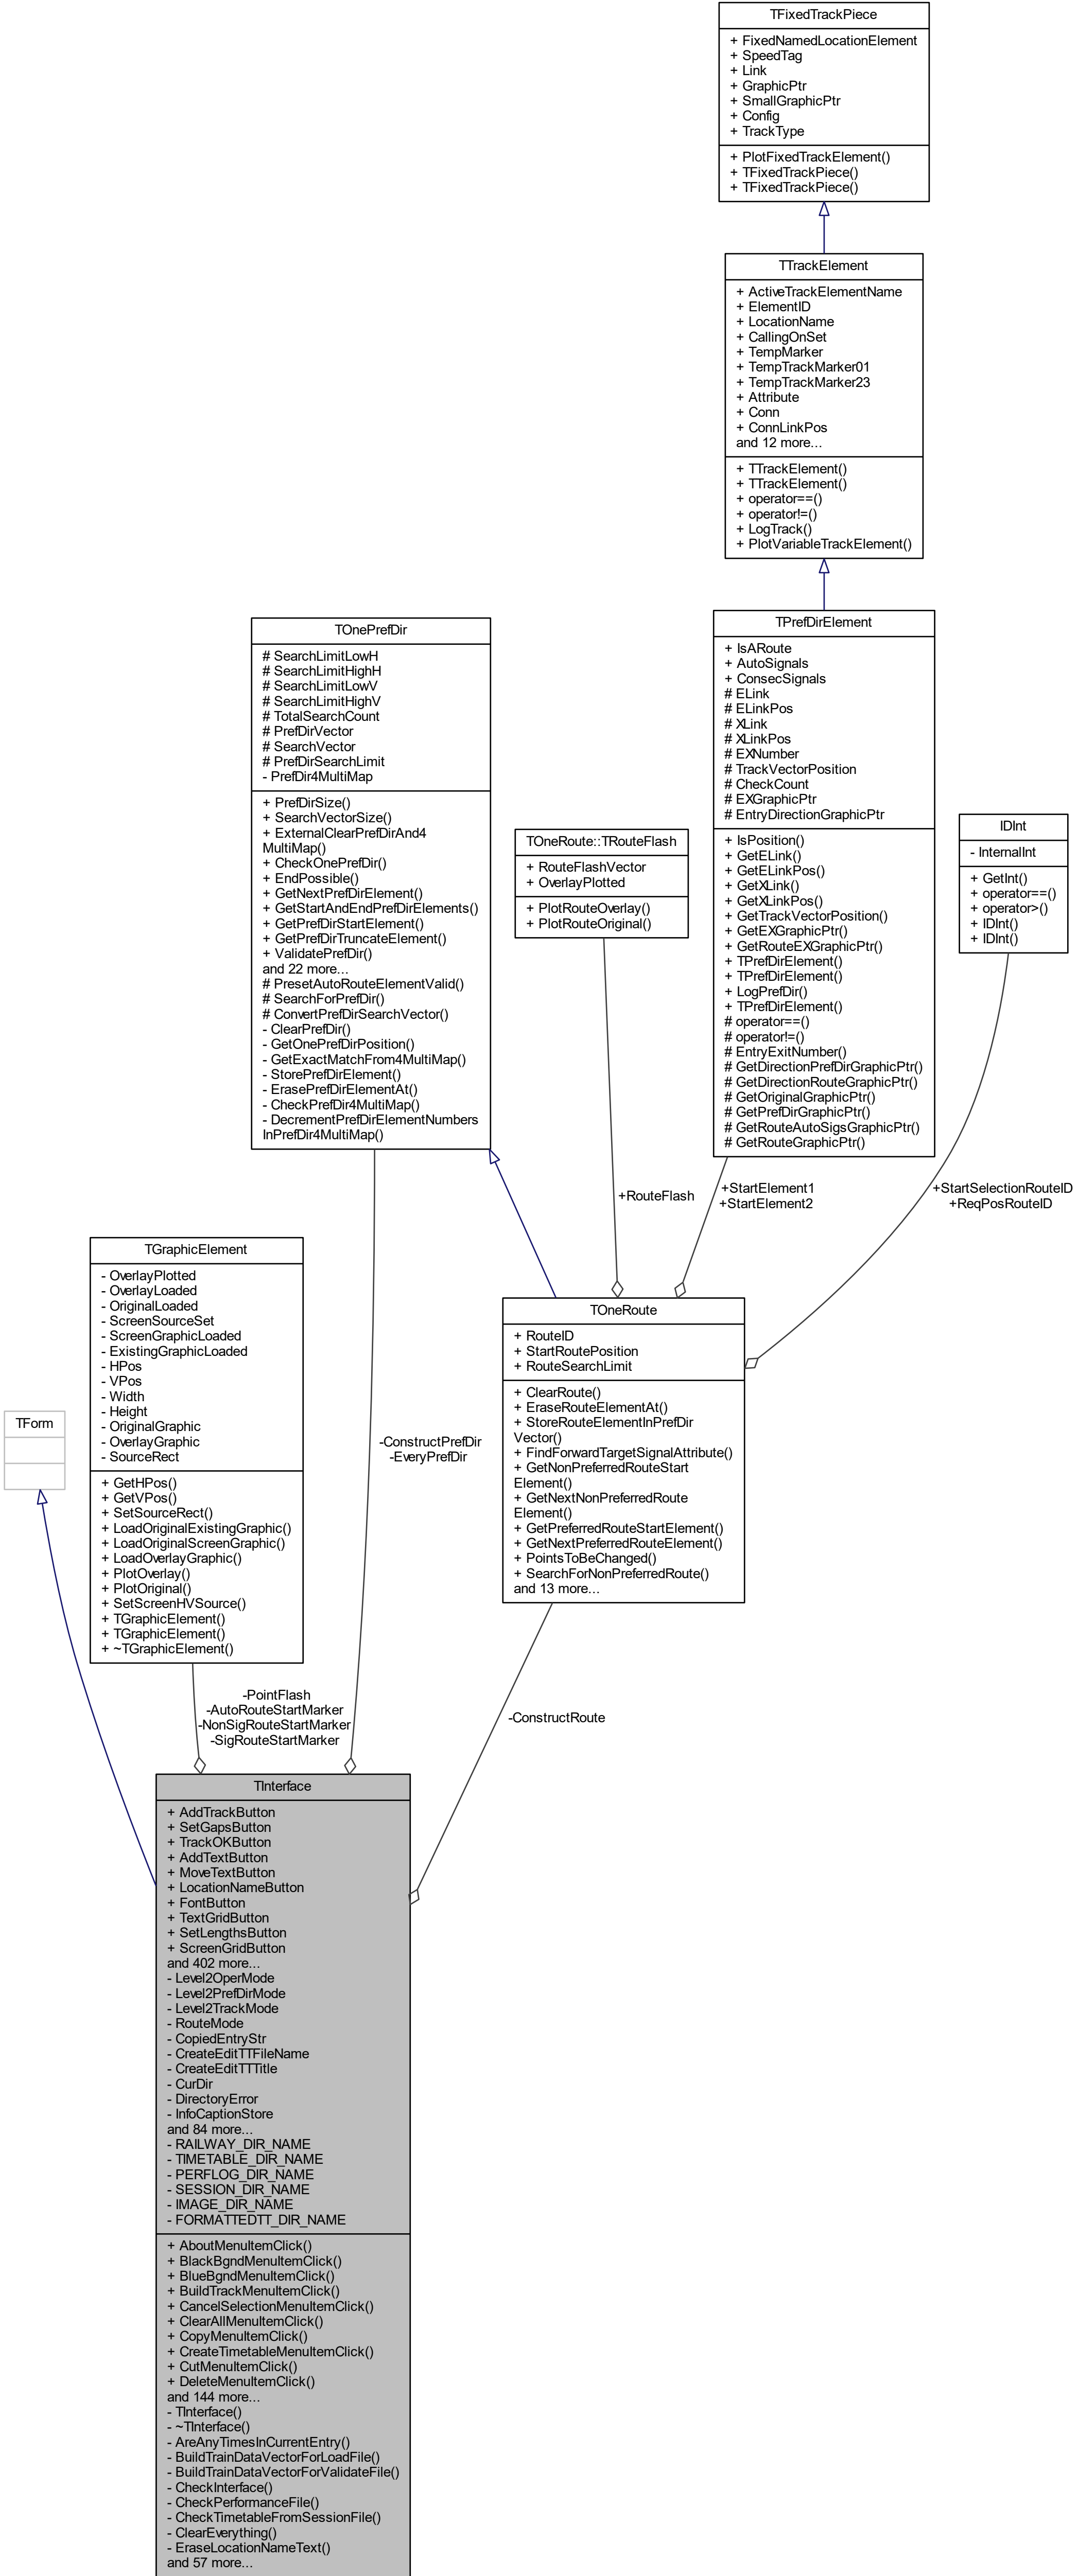 TFixedTrackPiece
+ FixedNamedLocationElement
+ SpeedTag
+ Link
+ GraphicPtr
+ SmallGraphicPtr
+ Config
+ TrackType
+ PlotFixedTrackElement()
+ TFixedTrackPiece()
+ TFixedTrackPiece()
TTrackElement
+ ActiveTrackElementName
+ ElementID
+ LocationName
+ CallingOnSet
+ TempMarker
+ TempTrackMarker01
+ TempTrackMarker23
+ Attribute
+ Conn
+ ConnLinkPos
and 12 more...
+ TTrackElement()
+ TTrackElement()
+ operator==()
+ operator!=()
+ LogTrack()
+ PlotVariableTrackElement()
TOnePrefDir
# SearchLimitLowH
# SearchLimitHighH
# SearchLimitLowV
# SearchLimitHighV
# TotalSearchCount
# PrefDirVector
# SearchVector
# PrefDirSearchLimit
- PrefDir4MultiMap
+ PrefDirSize()
+ SearchVectorSize()
+ ExternalClearPrefDirAnd4
MultiMap()
+ CheckOnePrefDir()
+ EndPossible()
+ GetNextPrefDirElement()
+ GetStartAndEndPrefDirElements()
+ GetPrefDirStartElement()
+ GetPrefDirTruncateElement()
+ ValidatePrefDir()
and 22 more...
# PresetAutoRouteElementValid()
# SearchForPrefDir()
# ConvertPrefDirSearchVector()
- ClearPrefDir()
- GetOnePrefDirPosition()
- GetExactMatchFrom4MultiMap()
- StorePrefDirElement()
- ErasePrefDirElementAt()
- CheckPrefDir4MultiMap()
- DecrementPrefDirElementNumbers
InPrefDir4MultiMap()
TOneRoute::TRouteFlash
+ RouteFlashVector
+ OverlayPlotted
+ PlotRouteOverlay()
+ PlotRouteOriginal()
TPrefDirElement
+ IsARoute
+ AutoSignals
+ ConsecSignals
# ELink
# ELinkPos
# XLink
# XLinkPos
# EXNumber
# TrackVectorPosition
# CheckCount
# EXGraphicPtr
# EntryDirectionGraphicPtr
+ IsPosition()
+ GetELink()
+ GetELinkPos()
+ GetXLink()
+ GetXLinkPos()
+ GetTrackVectorPosition()
+ GetEXGraphicPtr()
+ GetRouteEXGraphicPtr()
+ TPrefDirElement()
+ TPrefDirElement()
+ LogPrefDir()
+ TPrefDirElement()
# operator==()
# operator!=()
# EntryExitNumber()
# GetDirectionPrefDirGraphicPtr()
# GetDirectionRouteGraphicPtr()
# GetOriginalGraphicPtr()
# GetPrefDirGraphicPtr()
# GetRouteAutoSigsGraphicPtr()
# GetRouteGraphicPtr()
IDInt
- InternalInt
+ GetInt()
+ operator==()
+ operator>()
+ IDInt()
+ IDInt()
+RouteFlash
+StartElement1
+StartElement2
+StartSelectionRouteID
+ReqPosRouteID
TGraphicElement
- OverlayPlotted
- OverlayLoaded
- OriginalLoaded
- ScreenSourceSet
- ScreenGraphicLoaded
- ExistingGraphicLoaded
- HPos
- VPos
- Width
- Height
- OriginalGraphic
- OverlayGraphic
- SourceRect
+ GetHPos()
+ GetVPos()
+ SetSourceRect()
+ LoadOriginalExistingGraphic()
+ LoadOriginalScreenGraphic()
+ LoadOverlayGraphic()
+ PlotOverlay()
+ PlotOriginal()
+ SetScreenHVSource()
+ TGraphicElement()
+ TGraphicElement()
+ ~TGraphicElement()
TOneRoute
+ RouteID
+ StartRoutePosition
+ RouteSearchLimit
+ ClearRoute()
+ EraseRouteElementAt()
+ StoreRouteElementInPrefDir
Vector()
+ FindForwardTargetSignalAttribute()
+ GetNonPreferredRouteStart
Element()
+ GetNextNonPreferredRoute
Element()
+ GetPreferredRouteStartElement()
+ GetNextPreferredRouteElement()
+ PointsToBeChanged()
+ SearchForNonPreferredRoute()
and 13 more...
TForm
-ConstructPrefDir
-EveryPrefDir
-PointFlash
-AutoRouteStartMarker
-NonSigRouteStartMarker
-SigRouteStartMarker
-ConstructRoute
TInterface
+ AddTrackButton
+ SetGapsButton
+ TrackOKButton
+ AddTextButton
+ MoveTextButton
+ LocationNameButton
+ FontButton
+ TextGridButton
+ SetLengthsButton
+ ScreenGridButton
and 402 more...
- Level2OperMode
- Level2PrefDirMode
- Level2TrackMode
- RouteMode
- CopiedEntryStr
- CreateEditTTFileName
- CreateEditTTTitle
- CurDir
- DirectoryError
- InfoCaptionStore
and 84 more...
- RAILWAY_DIR_NAME
- TIMETABLE_DIR_NAME
- PERFLOG_DIR_NAME
- SESSION_DIR_NAME
- IMAGE_DIR_NAME
- FORMATTEDTT_DIR_NAME
+ AboutMenuItemClick()
+ BlackBgndMenuItemClick()
+ BlueBgndMenuItemClick()
+ BuildTrackMenuItemClick()
+ CancelSelectionMenuItemClick()
+ ClearAllMenuItemClick()
+ CopyMenuItemClick()
+ CreateTimetableMenuItemClick()
+ CutMenuItemClick()
+ DeleteMenuItemClick()
and 144 more...
- TInterface()
- ~TInterface()
- AreAnyTimesInCurrentEntry()
- BuildTrainDataVectorForLoadFile()
- BuildTrainDataVectorForValidateFile()
- CheckInterface()
- CheckPerformanceFile()
- CheckTimetableFromSessionFile()
- ClearEverything()
- EraseLocationNameText()
and 57 more...